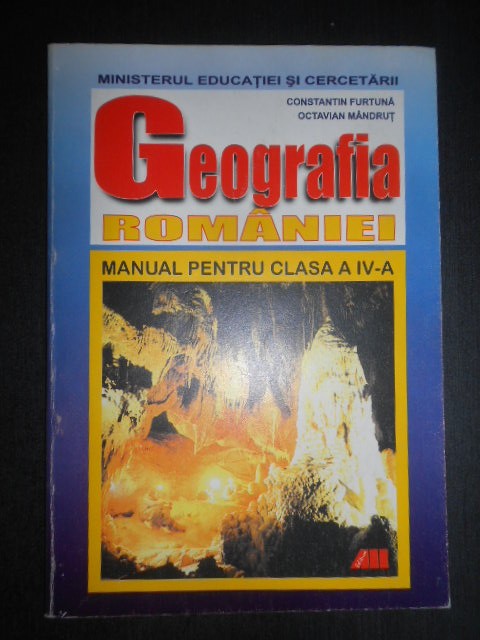 MINISTERUL EDUCAȚIEI ȘI CERCETĂRII
CONSTANTIN FURTUNĂ
OCTAVIAN MÂNDRUȚ
Geografia
ROMÂNIEI
MANUAL PENTRU CLASA A IV-A
ALL